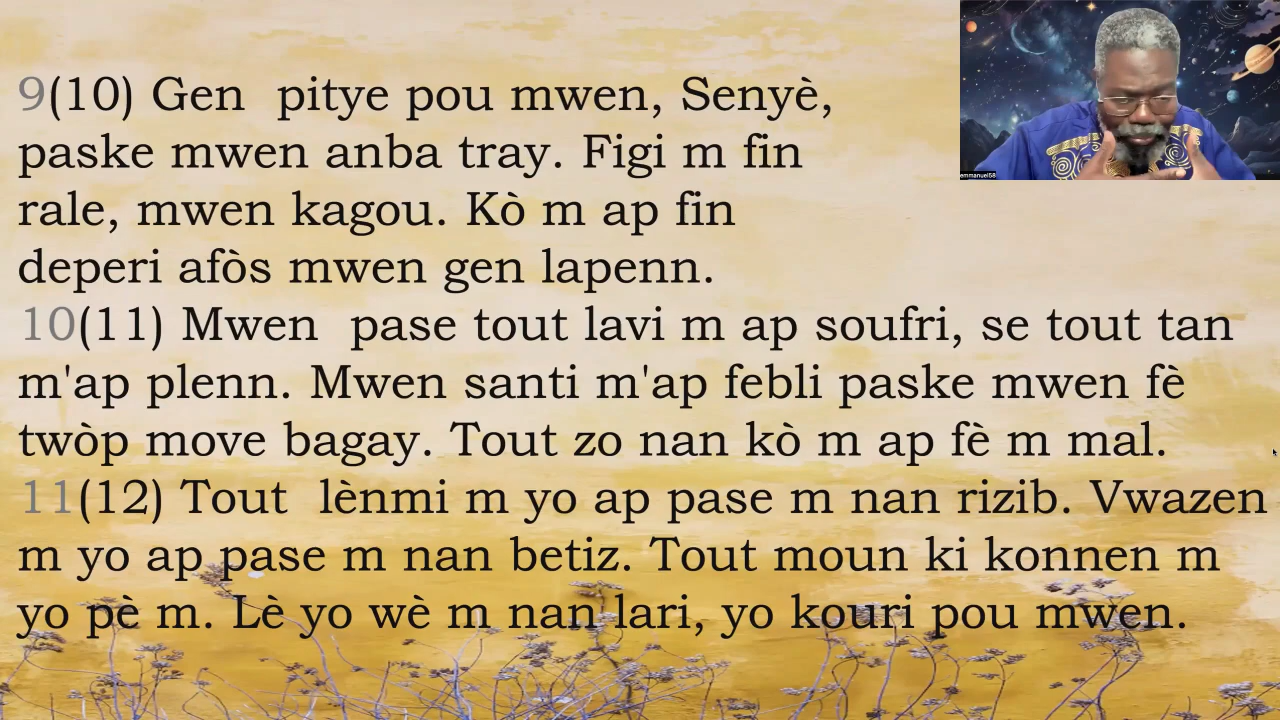 9(10) Gen  pitye pou mwen, Senyè,
paske mwen anba tray. Figi m fin
rale, mwen kagou. Kò m ap fin
deperi afòs mwen gen lapenn.
10(11) Mwen  pase tout lavi m ap soufri, se tout tan
m'ap plenn. Mwen santi m'ap febli paske mwen fè
twòp move bagay. Tout zo nan kò m ap fè m mal.
11(12) Tout  lènmi m yo ap pase m nan rizib. Vwazen
m yo ap pase m nan betiz. Tout moun ki konnen m
yo pè m. Lè yo wè m nan lari, yo kouri pou mwen.
emmanuel58